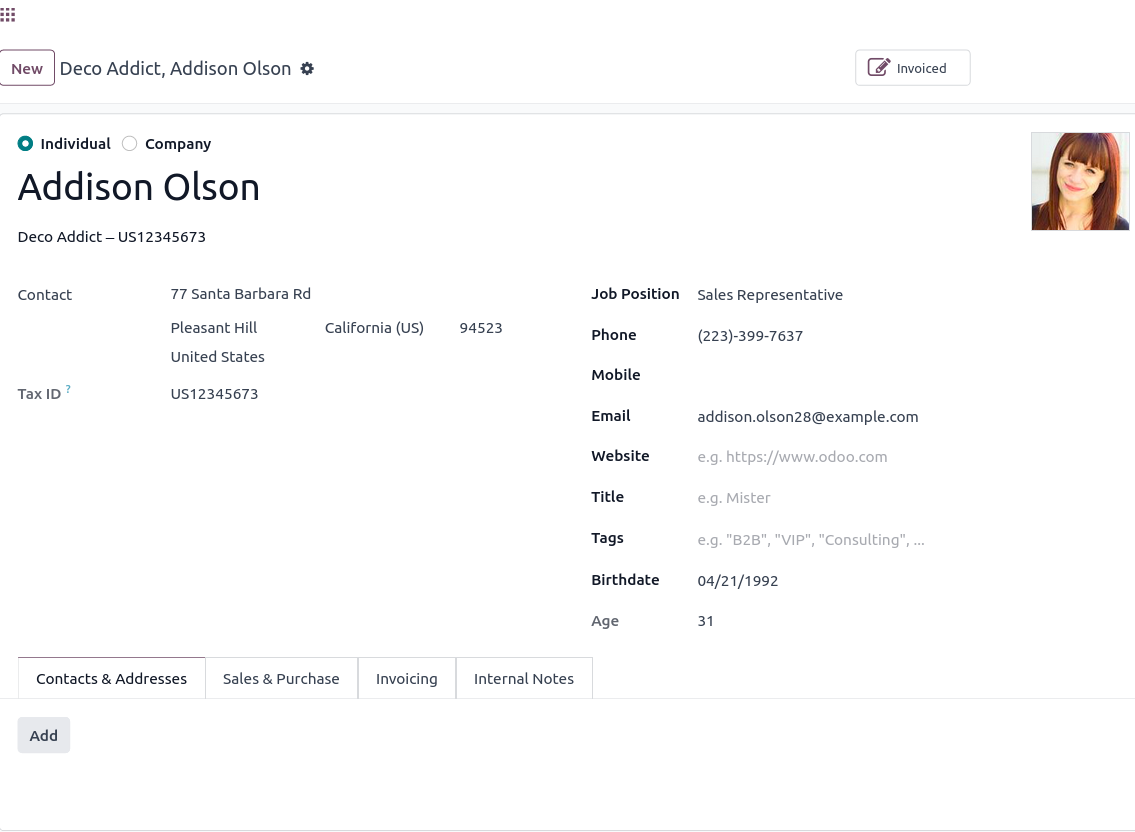 New Deco Addict, Addison Olson Invoiced
Individual Company
Addison Olson
Deco Addict – US12345673
Contact 77 Santa Barbara Rd
Pleasant Hill California (US) 94523
United States
Tax ID ? US12345673
Job Position Sales Representative
Phone (223)-399-7637
Mobile
Email addison.olson28@example.com
Website e.g. https://www.odoo.com
Title e.g. Mister
Tags e.g. "B2B", "VIP", "Consulting", ...
Birthdate 04/21/1992
Age 31
Contacts & Addresses Sales & Purchase Invoicing Internal Notes
Add